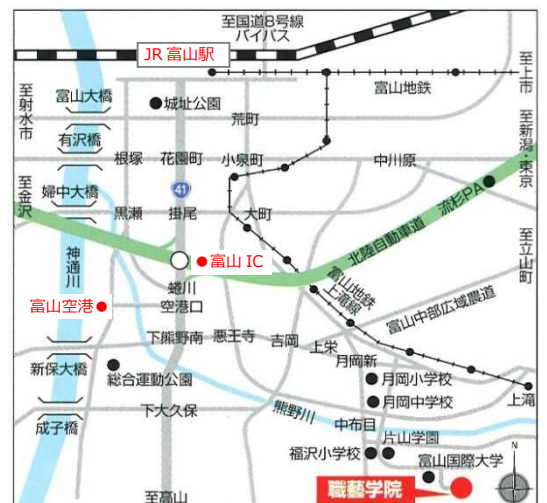 至国道8号線
バイパス
JR 富山駅
至上市
富山地鉄
富山大橋
城址公園
荒町
至射水市
有沢橋
至新潟・東京
根塚
花園町
小泉町
中川原
至金沢
婦中大橋
41
流杉PA
黒瀬
掛尾
大町
北陸自動車道
至立山町
神通川
富山 IC
蜷川
富山地鉄
上滝線
富山空港
空港口
富山中部広域農道
下熊野南
悪王寺
吉岡
上栄
新保大橋
月岡新
総合運動公園
月岡小学校
上滝
下大久保
熊野川
月岡中学校
成子橋
中布目
片山学園
福沢小学校
富山国際大学
N
至高山
職藝学院